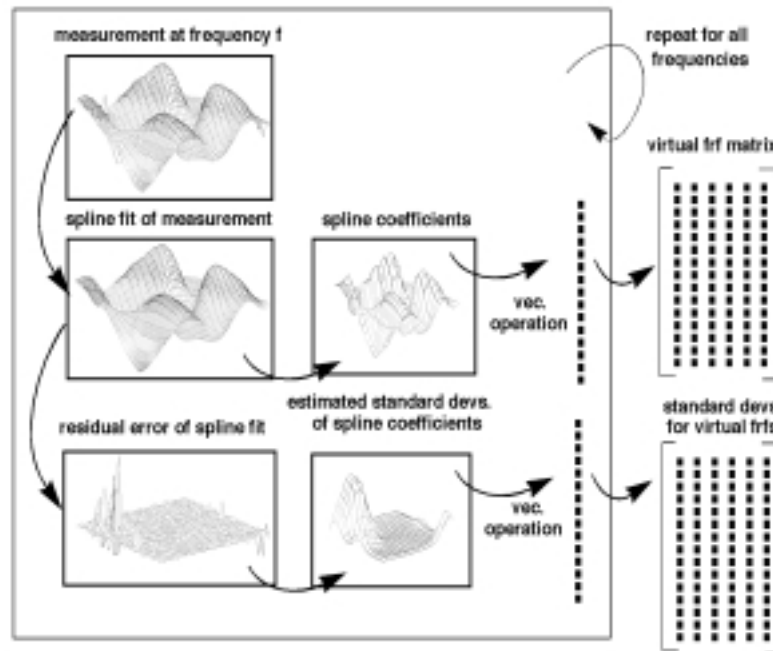 measurement at frequency f
repeat for all
frequencies
virtual frf matrix
spline fit of measurement
spline coefficients
vec.
operation
estimated standard devs.
of spline coefficients
residual error of spline fit
standard devs
for virtual frfs
vec.
operation